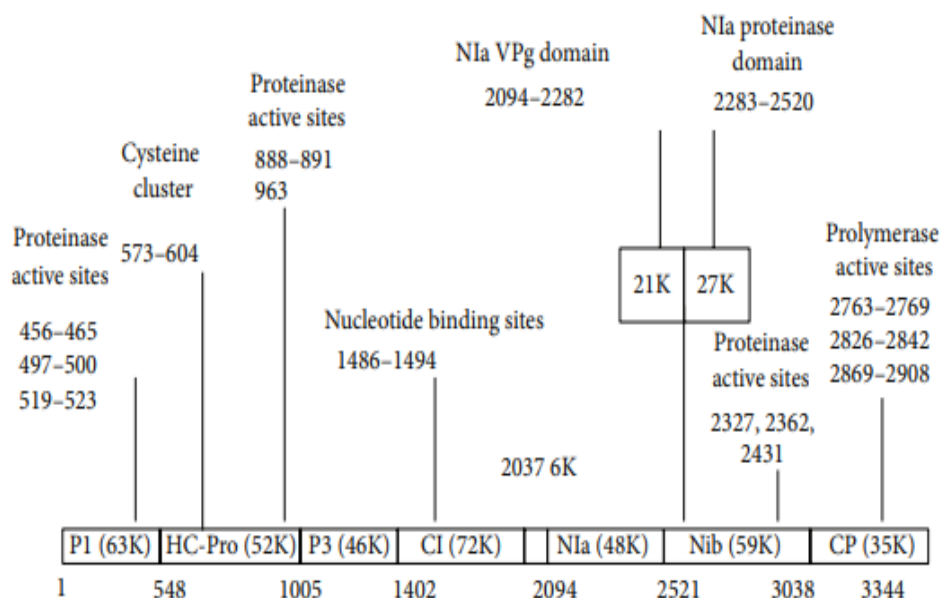 NIa VPg domain
2094–2282
NIa proteinase
domain
2283–2520
Proteinase
active sites
888–891
963
Cysteine
cluster
573–604
Proteinase
active sites
456–465
497–500
519–523
Nucleotide binding sites
1486–1494
21K
27K
Prolymerase
active sites
2763–2769
2826–2842
2869–2908
Proteinase
active sites
2327, 2362,
2431
2037 6K
P1 (63K) HC-Pro (52K) P3 (46K) CI (72K) NIa (48K) Nib (59K) CP (35K)
1 548 1005 1402 2094 2521 3038 3344